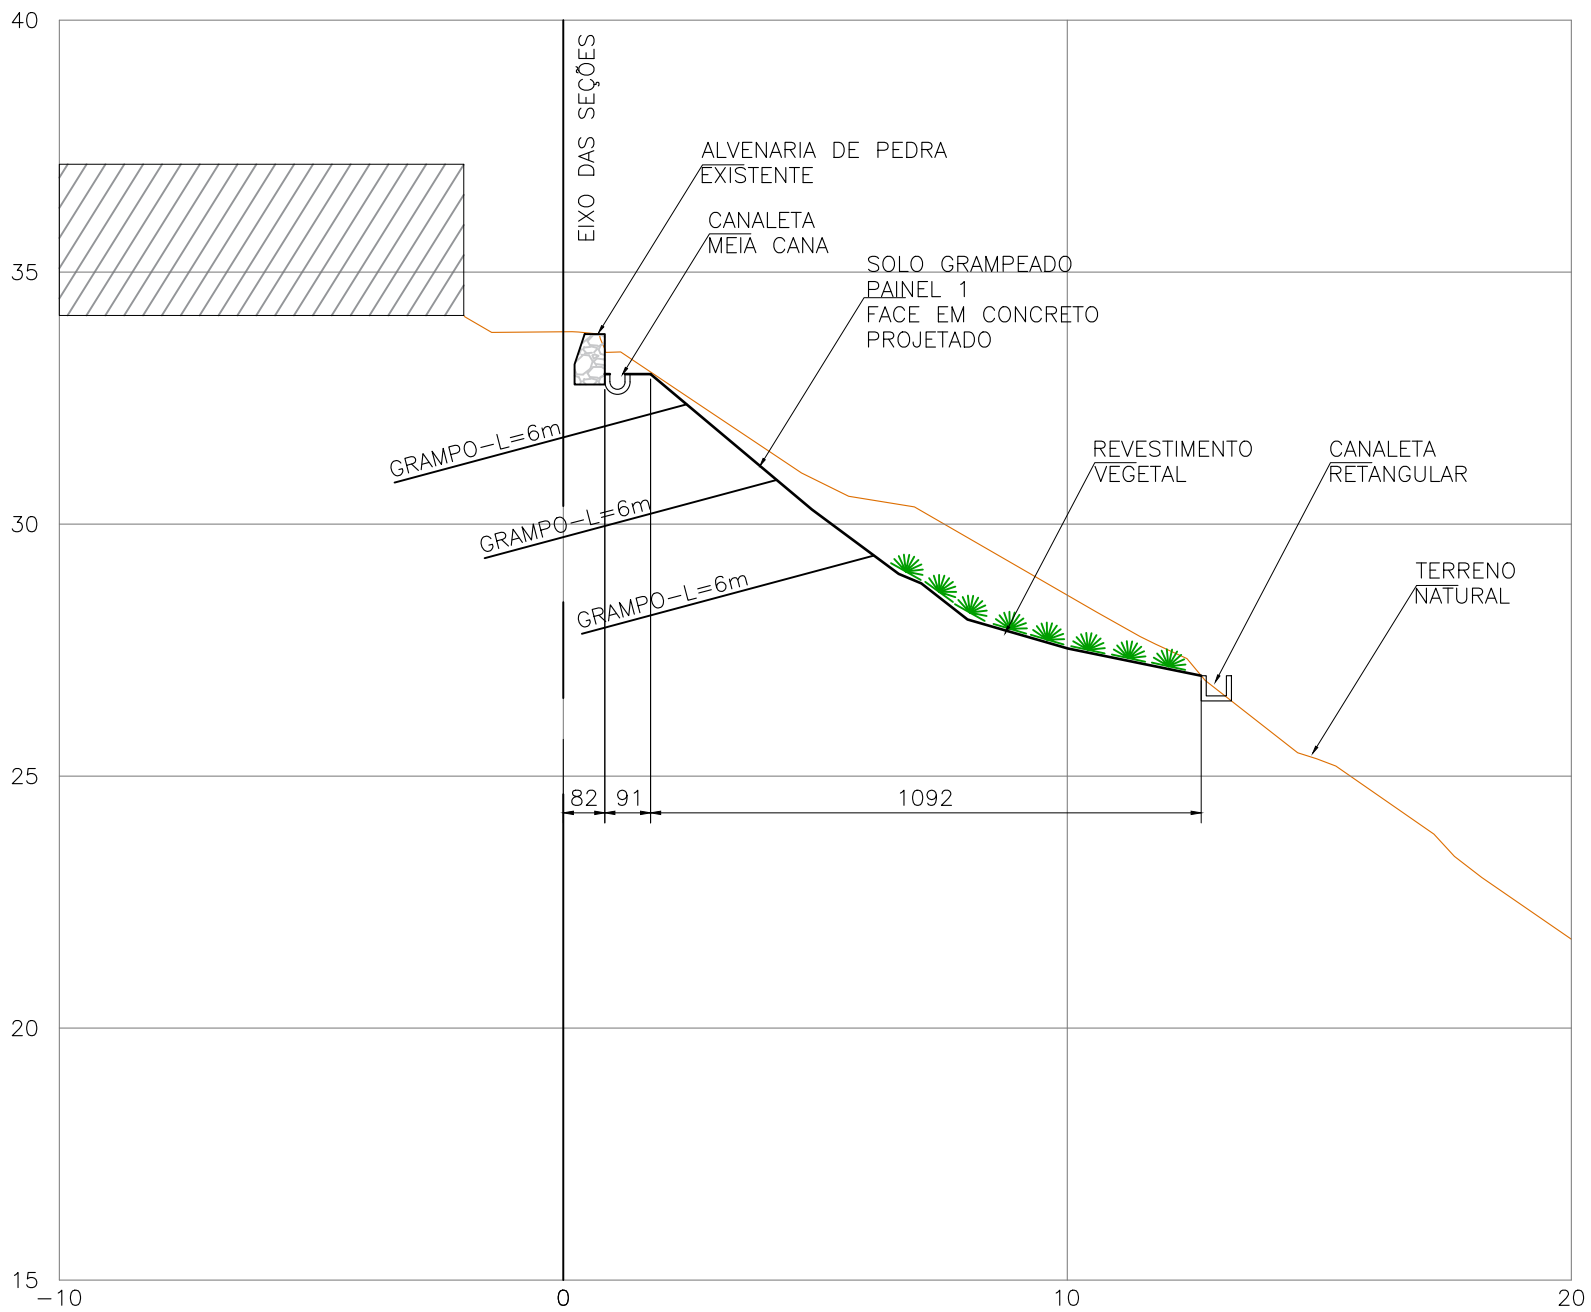 40
EIXO DAS SEÇÕES
ALVENARIA DE PEDRA
EXISTENTE
CANALETA
MEIA CANA
SOLO GRAMPEADO
PAINEL 1
FACE EM CONCRETO
PROJETADO
35
GRAMPO-L=6m
REVESTIMENTO
VEGETAL
CANALETA
RETANGULAR
GRAMPO-L=6m
30
GRAMPO-L=6m
TERRENO
NATURAL
25
82
91
1092
20
15
-10
0
10
20